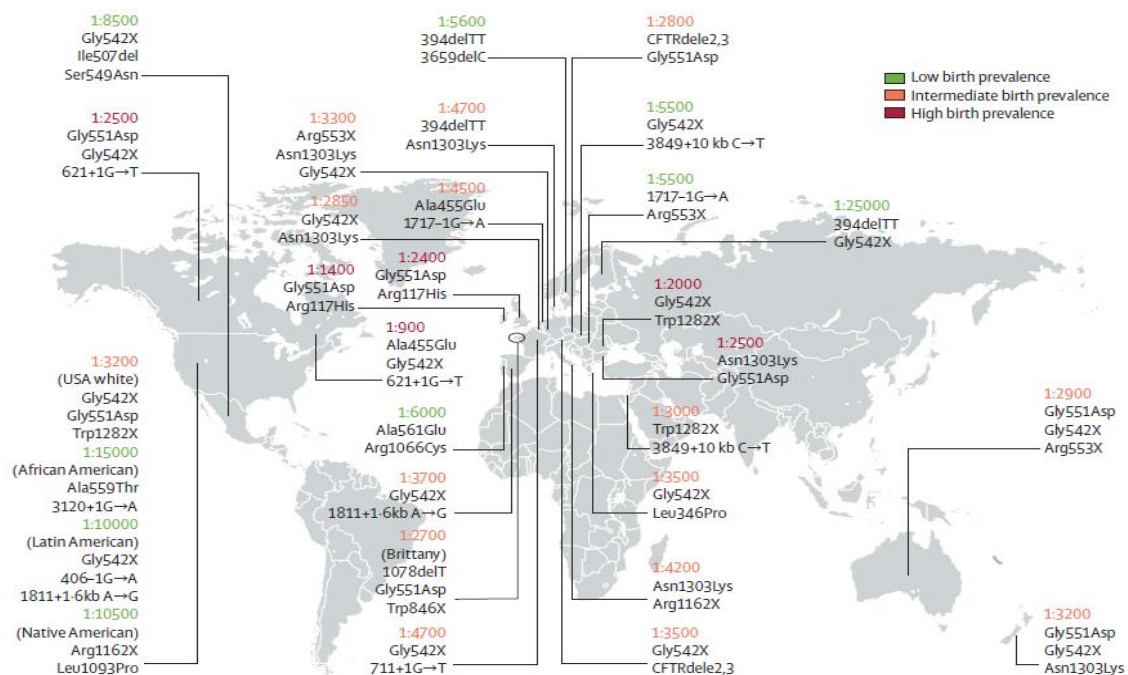 1:8500
Gly542X
Ile507del
Ser549Asn
1:5600
394delTT
3659delC
1:2800
CFTRdele2,3
Gly551Asp
Low birth prevalence
Intermediate birth prevalence
High birth prevalence
1:2500
Gly551Asp
Gly542X
621+1G→T
1:3300
Arg553X
Asn1303Lys
Gly542X
1:4700
394delTT
Asn1303Lys
1:5500
Gly542X
3849+10 kb C→T
1:2850
Gly542X
Asn1303Lys
1:4500
Ala455Glu
1717–1G→A
1:5500
1717–1G→A
Arg553X
1:25000
394delTT
Gly542X
1:1400
Gly551Asp
Arg117His
1:2400
Gly551Asp
Arg117His
1:2000
Gly542X
Trp1282X
1:900
Ala455Glu
Gly542X
621+1G→T
1:2500
Asn1303Lys
Gly551Asp
1:3200
(USA white)
Gly542X
Gly551Asp
Trp1282X
1:15000
(African American)
Ala559Thr
3120+1G→A
1:10000
(Latin American)
Gly542X
406–1G→A
1811+1·6kb A→G
1:10500
(Native American)
Arg1162X
Leu1093Pro
1:6000
Ala561Glu
Arg1066Cys
1:3000
Trp1282X
3849+10 kb C→T
1:2900
Gly551Asp
Gly542X
Arg553X
1:3700
Gly542X
1811+1·6kb A→G
1:3500
Gly542X
Leu346Pro
1:2700
(Brittany)
1078delT
Gly551Asp
Trp846X
1:4200
Asn1303Lys
Arg1162X
1:4700
Gly542X
711+1G→T
1:3500
Gly542X
CFTRdele2,3
1:3200
Gly551Asp
Gly542X
Asn1303Lys